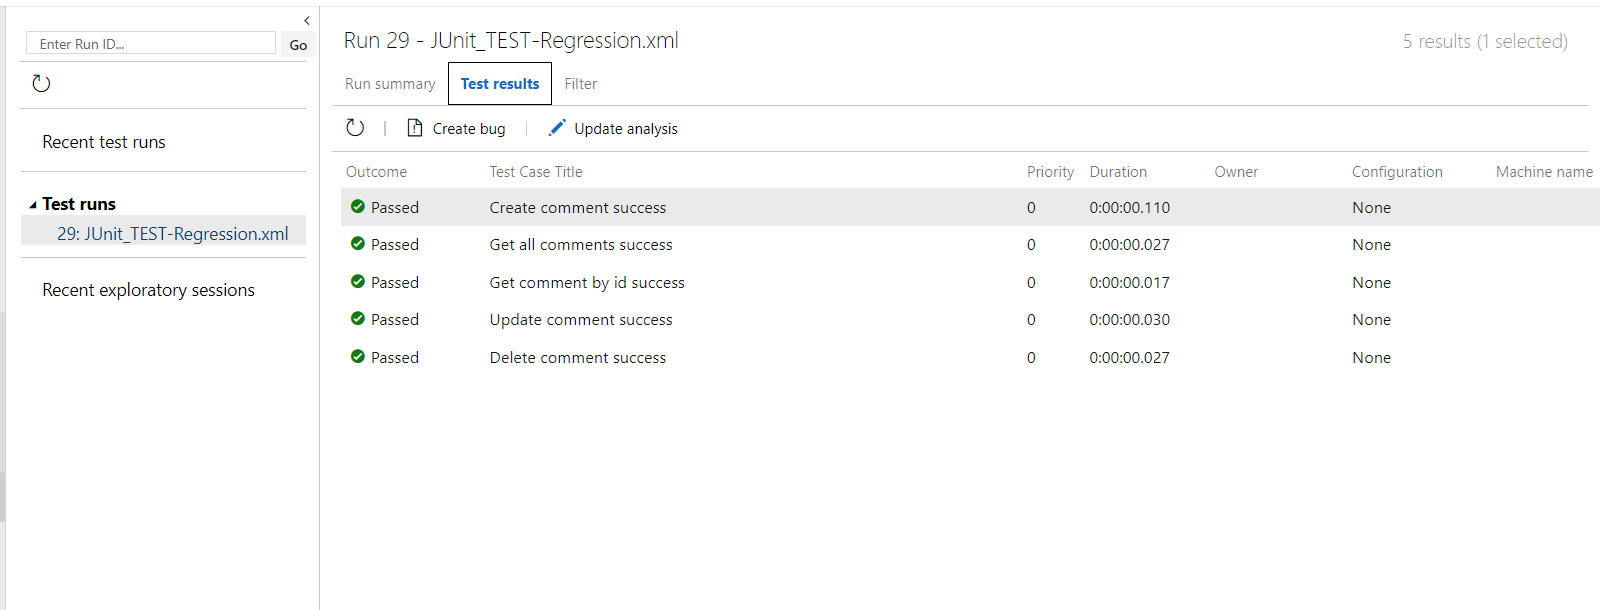 Enter Run ID...
Go
Recent test runs
Test runs
29: JUnit_TEST-Regression.xml
Recent exploratory sessions
Run 29 - JUnit_TEST-Regression.xml
5 results (1 selected)
Run summary Test results Filter
Create bug Update analysis
Outcome Test Case Title Priority Duration Owner Configuration Machine name
Passed Create comment success 0 0:00:00.110 None
Passed Get all comments success 0 0:00:00.027 None
Passed Get comment by id success 0 0:00:00.017 None
Passed Update comment success 0 0:00:00.030 None
Passed Delete comment success 0 0:00:00.027 None